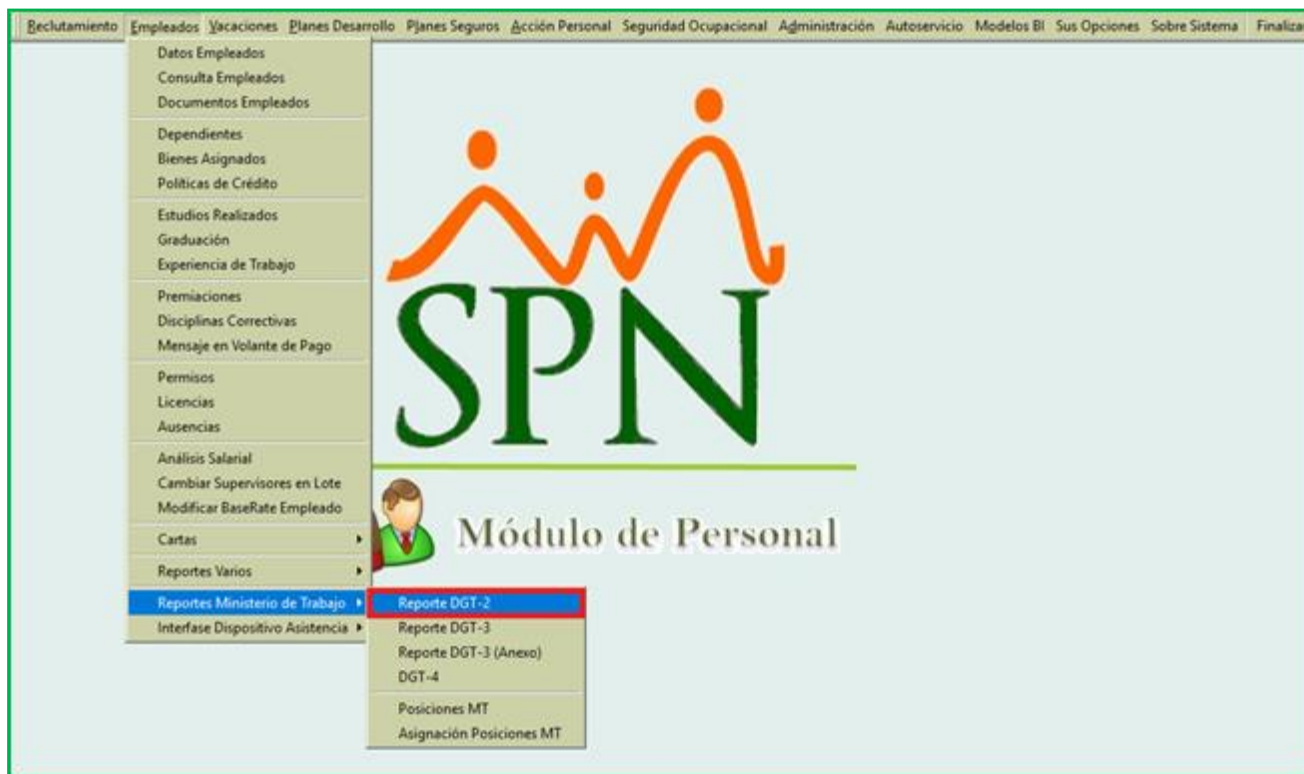 Reclutamiento Empleados Vacaciones Planes Desarrollo Planes Seguros Acción Personal Seguridad Ocupacional Administración Autoservicio Modelos BI Sus Opciones Sobre Sistema Finaliza
Datos Empleados
Consulta Empleados
Documentos Empleados
Dependientes
Bienes Asignados
Políticas de Crédito
Estudios Realizados
Graduación
Experiencia de Trabajo
Premiaciones
Disciplinas Correctivas
Mensaje en Volante de Pago
Permisos
Licencias
Ausencias
Análisis Salarial
Cambiar Supervisores en Lote
Modificar BaseRate Empleado
Cartas
Reportes Varios
Reportes Ministerio de Trabajo
Interfase Dispositivo Asistencia
Reporte DGT-2
Reporte DGT-3
Reporte DGT-3 (Anexo)
DGT-4
Posiciones MT
Asignación Posiciones MT
SPN
Módulo de Personal